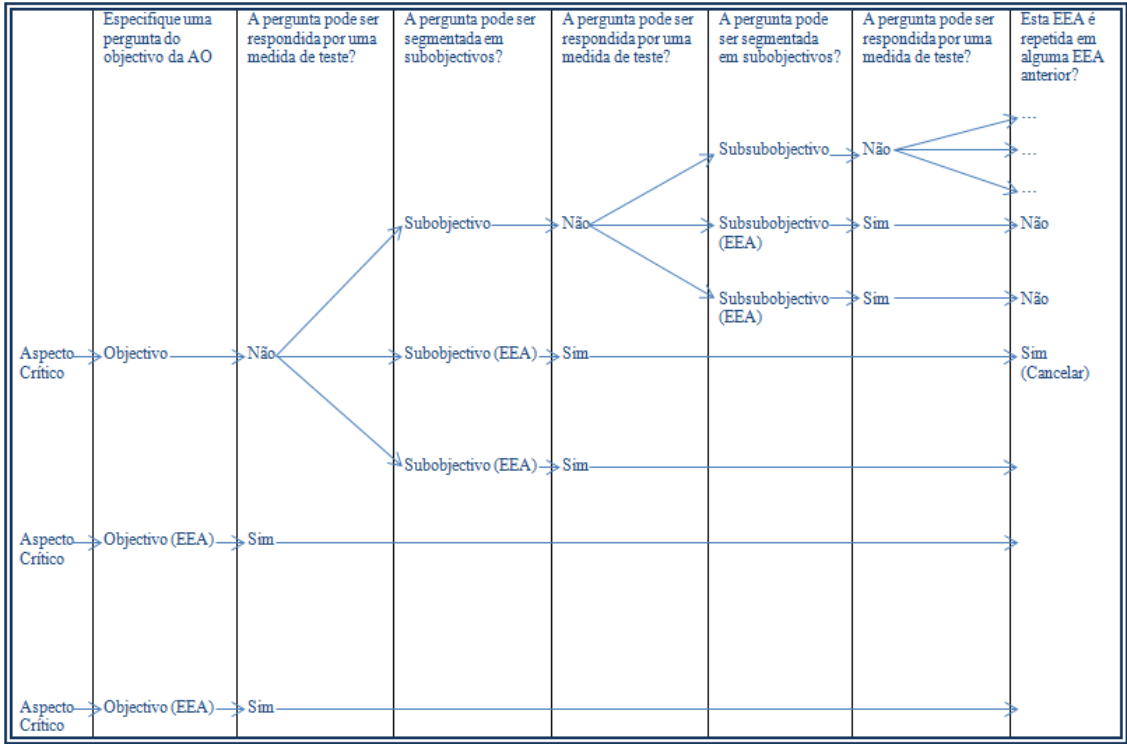 Especifique uma
pergunta do
objectivo da AO
A pergunta pode ser
respondida por uma
medida de teste?
A pergunta pode ser
segmentada em
subobjectivos?
A pergunta pode ser
respondida por uma
medida de teste?
A pergunta pode
ser segmentada
em subobjectivos?
A pergunta pode ser
respondida por uma
medida de teste?
Esta EEA é
repetida em
alguma EEA
anterior?
...
Subsubobjectivo
Não
...
...
Subobjectivo
Não
Subsubobjectivo
(EEA)
Sim
Não
Subsubobjectivo
(EEA)
Sim
Não
Aspecto
Crítico
Objectivo
Não
Subobjectivo (EEA)
Sim
Sim
(Cancelar)
Subobjectivo (EEA)
Sim
Aspecto
Crítico
Objectivo (EEA)
Sim
Aspecto
Crítico
Objectivo (EEA)
Sim